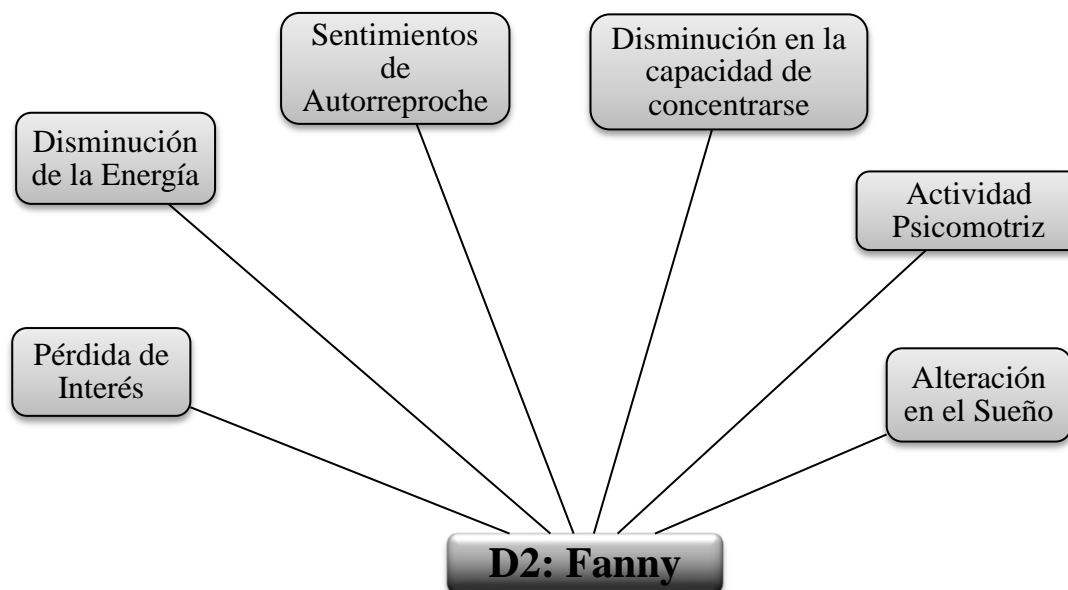 Sentimientos
de
Autorreproche
Disminución en la
capacidad de
concentrarse
Disminución
de la Energía
Actividad
Psicomotriz
Pérdida de
Interés
Alteración
en el Sueño
D2: Fanny